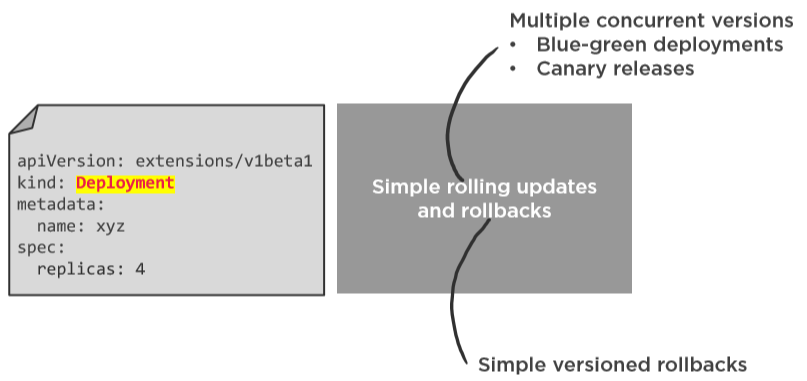 Multiple concurrent versions
• Blue-green deployments
• Canary releases
apiVersion: extensions/v1beta1
kind: Deployment
metadata:
  name: xyz
spec:
  replicas: 4
Simple rolling updates
and rollbacks
Simple versioned rollbacks